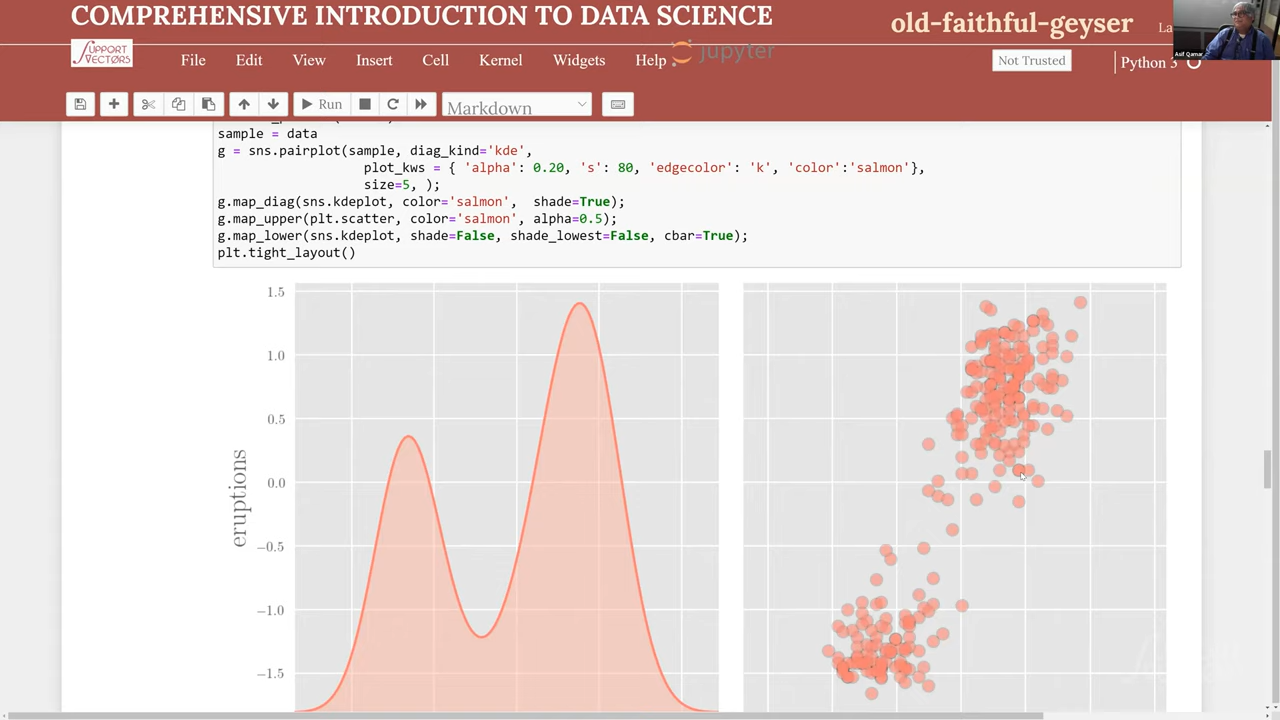 COMPREHENSIVE INTRODUCTION TO DATA SCIENCE
old-faithful-geyser
La
Asif Qamar
SUPPORT
VECTORS
File Edit View Insert Cell Kernel Widgets Help
jupyter
Not Trusted
Python 3
Run
Markdown
sample = data
g = sns.pairplot(sample, diag_kind='kde',
plot_kws = { 'alpha': 0.20, 's': 80, 'edgecolor': 'k', 'color':'salmon'},
size=5, );
g.map_diag(sns.kdeplot, color='salmon', shade=True);
g.map_upper(plt.scatter, color='salmon', alpha=0.5);
g.map_lower(sns.kdeplot, shade=False, shade_lowest=False, cbar=True);
plt.tight_layout()
eruptions
1.5
1.0
0.5
0.0
−0.5
−1.0
−1.5